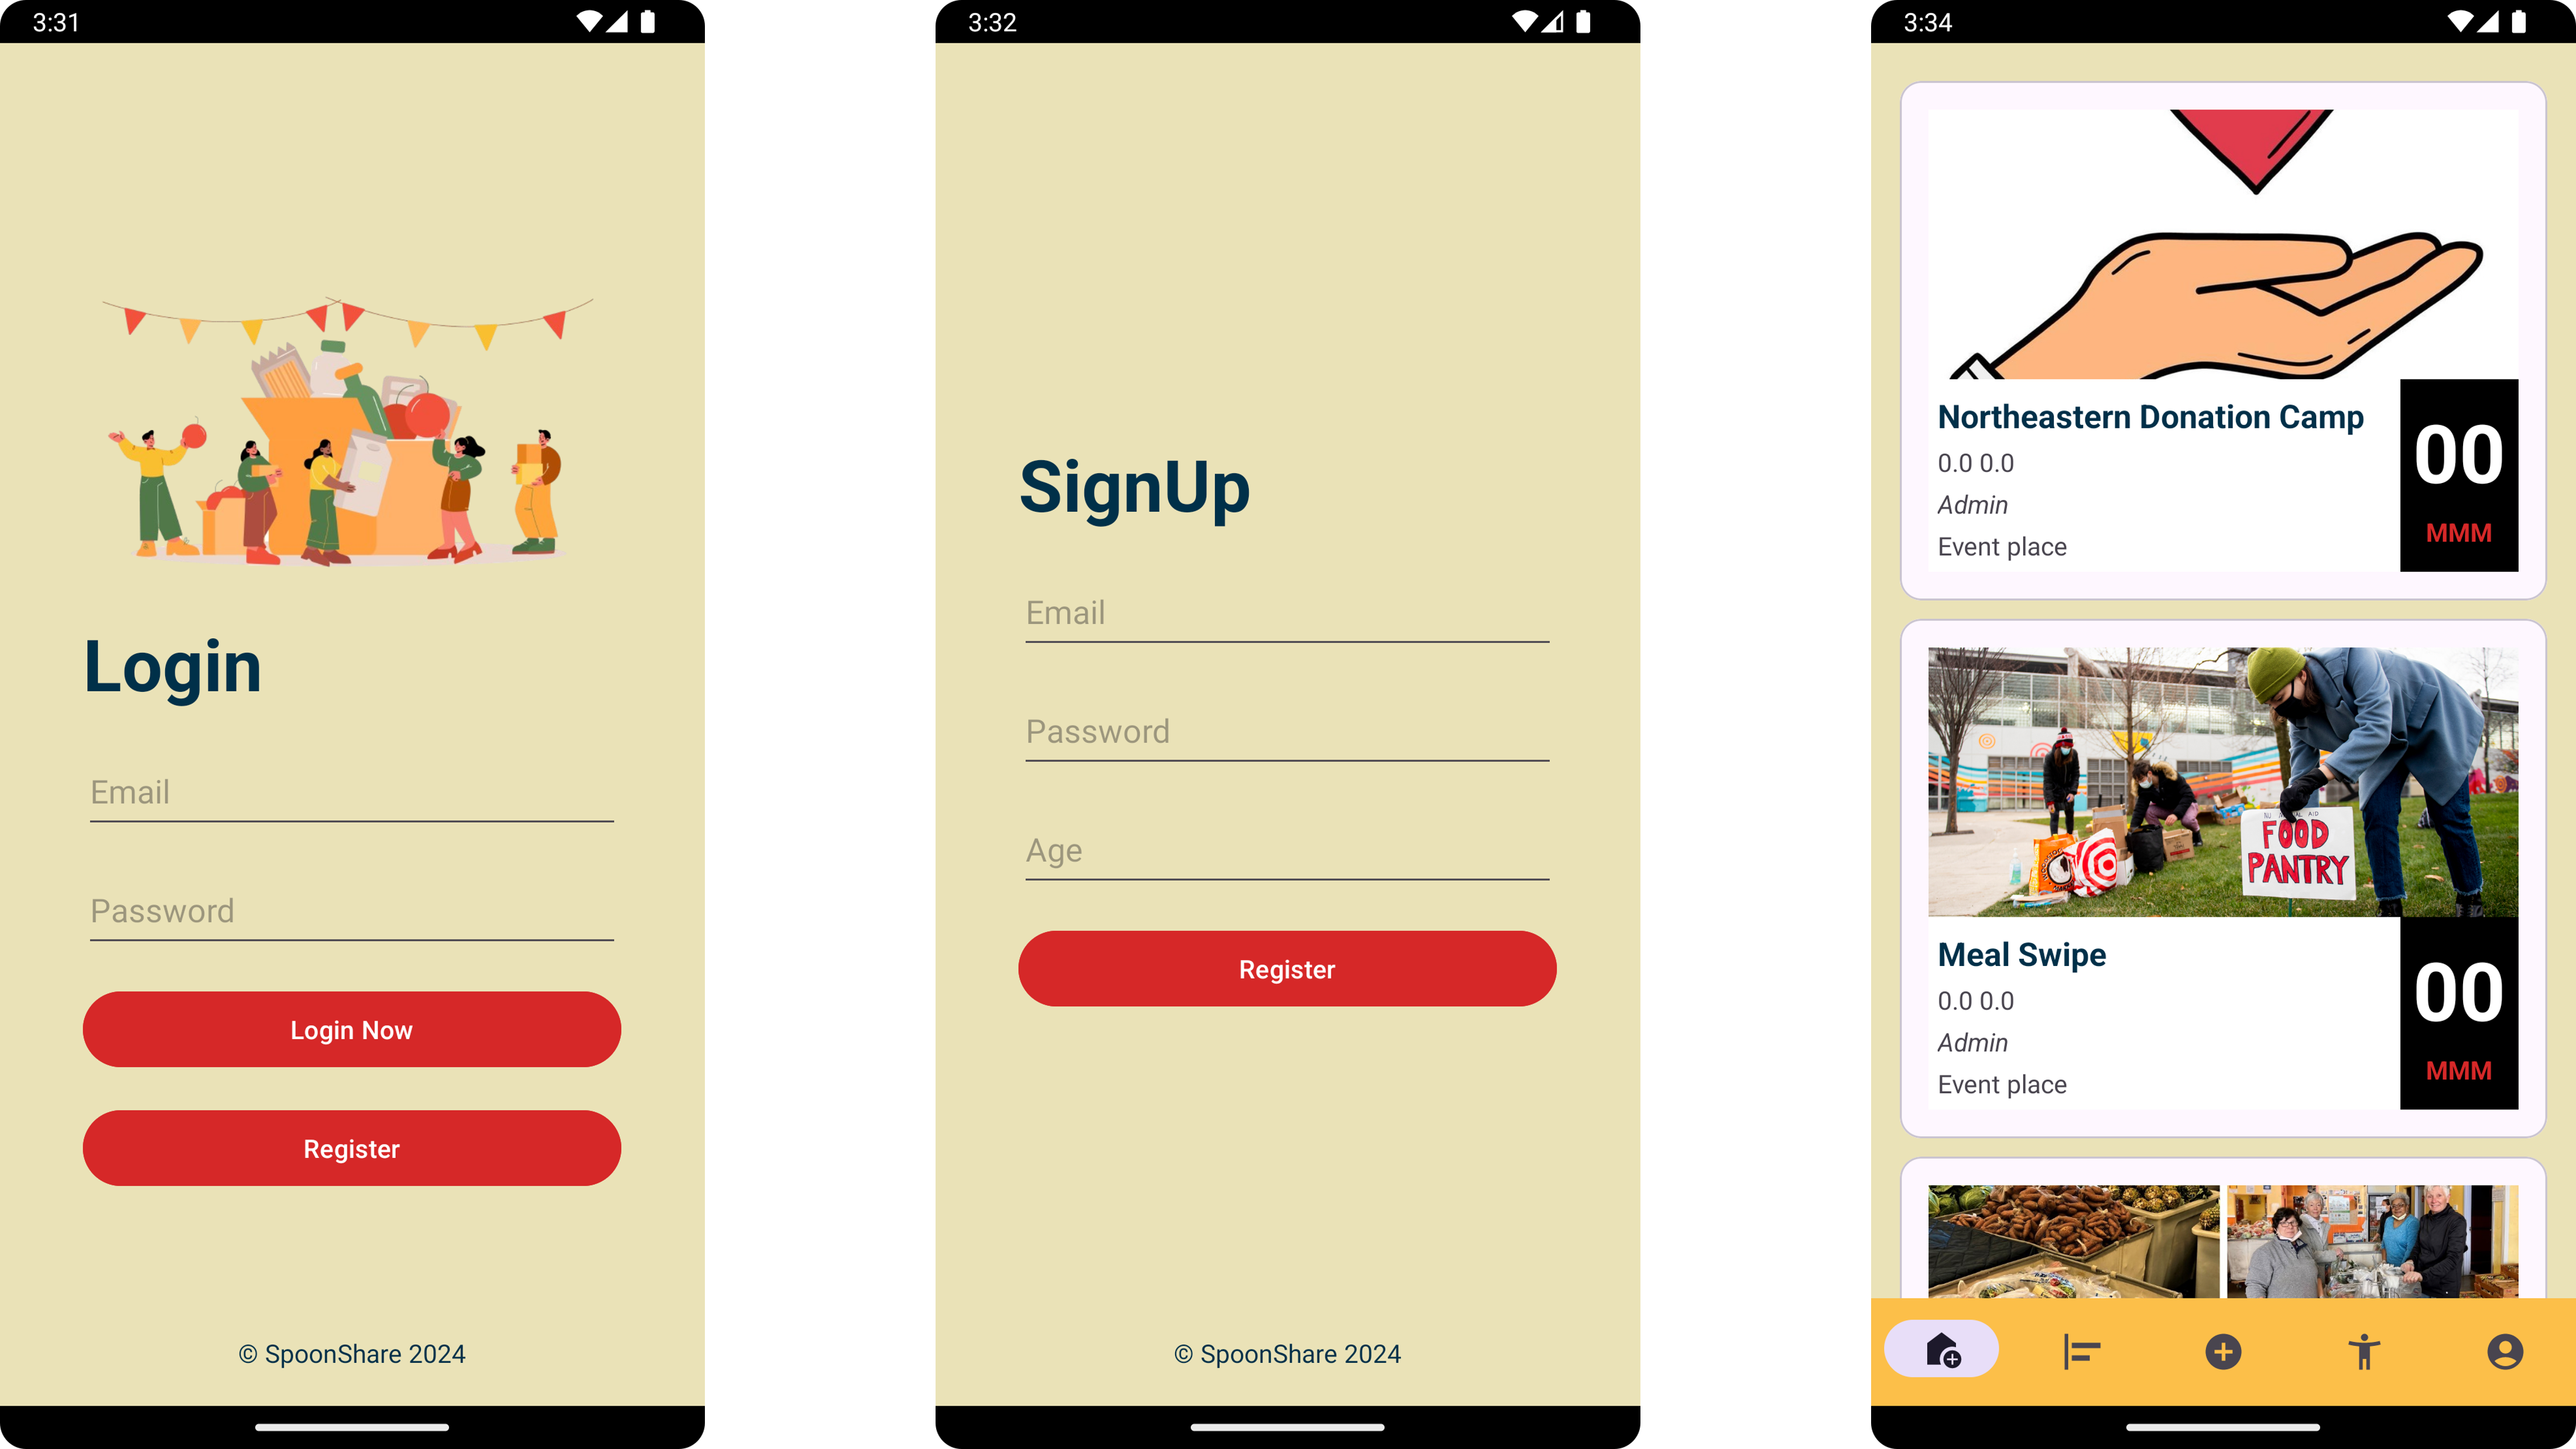 3:31
Login
Email
Password
Login Now
Register
© SpoonShare 2024
3:32
SignUp
Email
Password
Age
Register
© SpoonShare 2024
3:34
Northeastern Donation Camp
0.0 0.0
Admin
Event place
00
MMM
FOOD
PANTRY
Meal Swipe
0.0 0.0
Admin
Event place
00
MMM